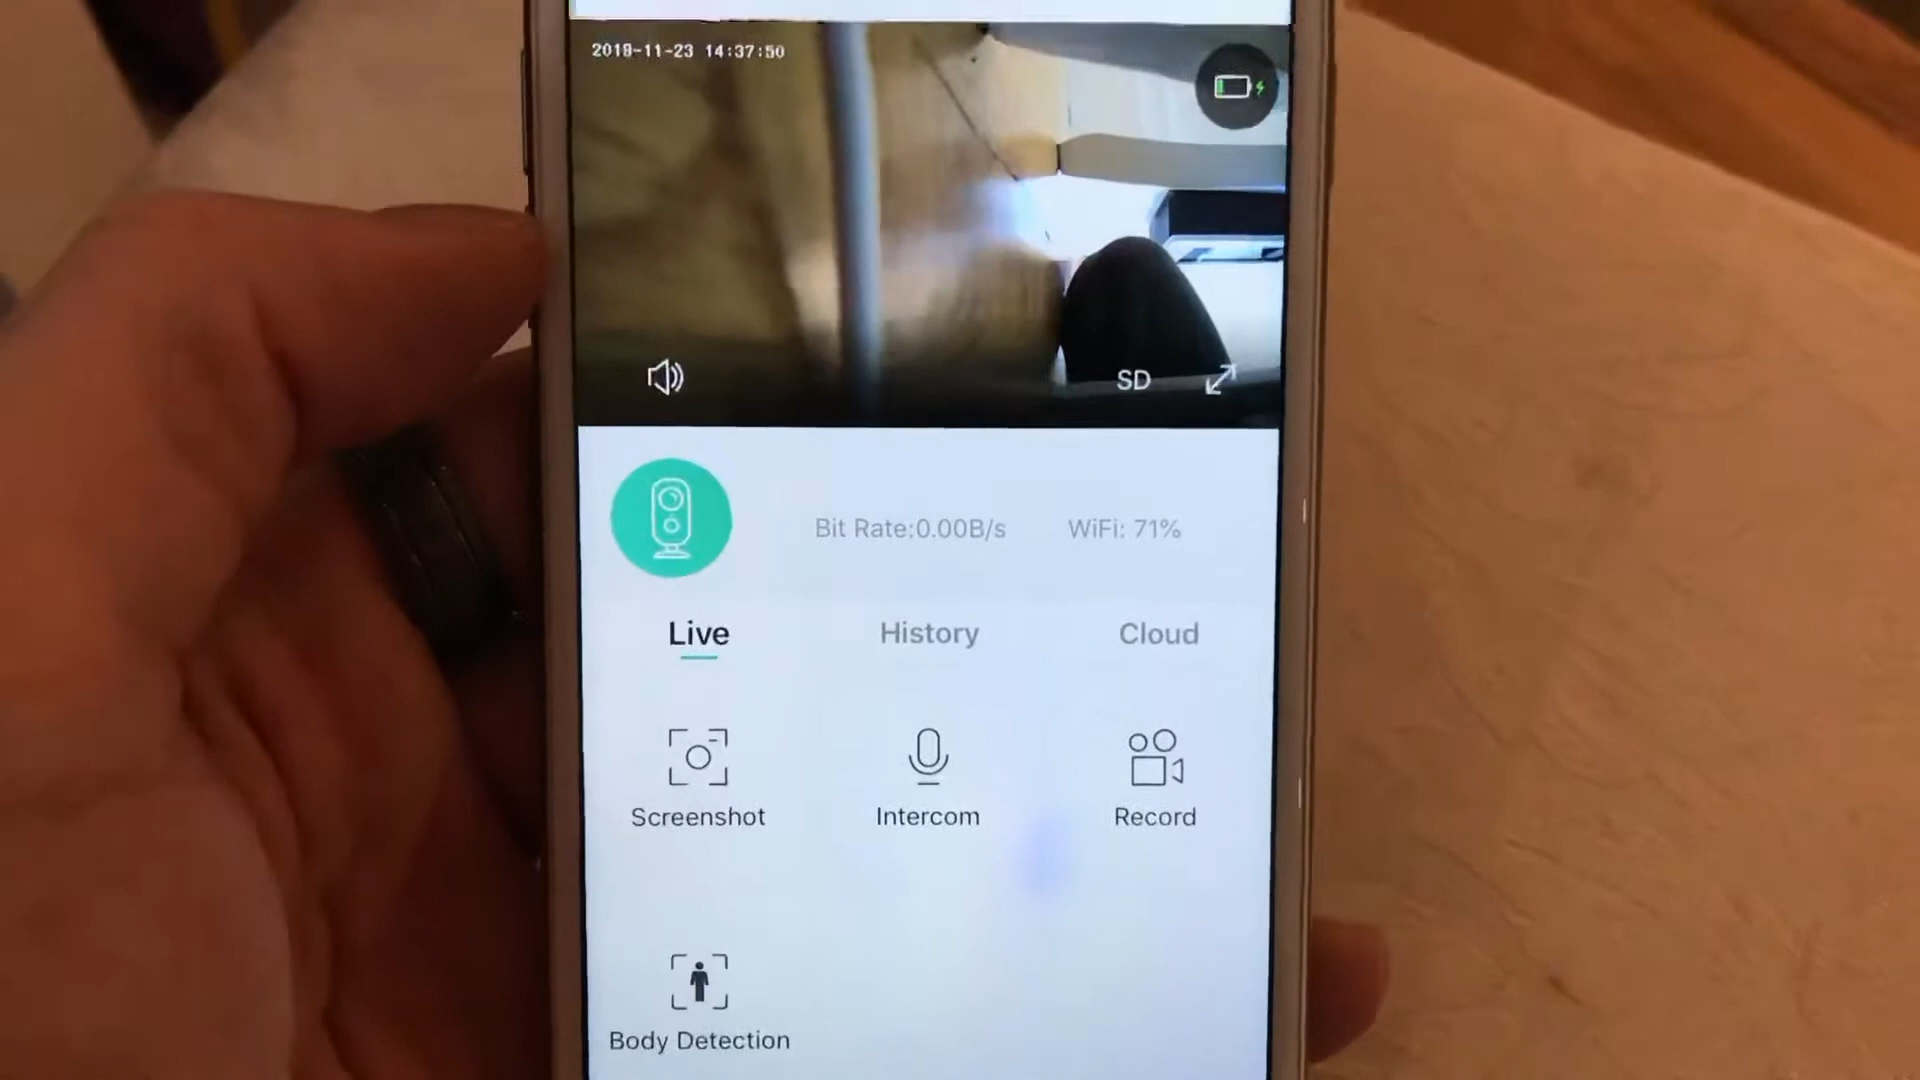 2019-11-23 14:37:50
SD
Bit Rate:0.00B/s WiFi: 71%
Live History Cloud
Screenshot Intercom Record
Body Detection